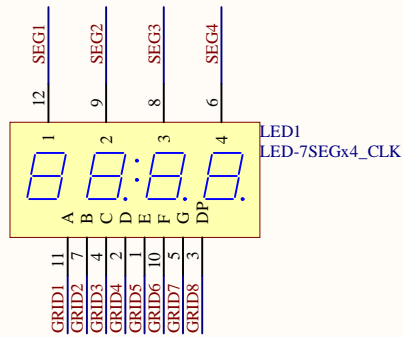 SEG1
SEG2
SEG3
SEG4
12
9
8
6
1
2
3
4
LED1
LED-7SEGx4_CLK
A
B
C
D
E
F
G
DP
11
7
4
2
1
10
5
3
GRID1
GRID2
GRID3
GRID4
GRID5
GRID6
GRID7
GRID8